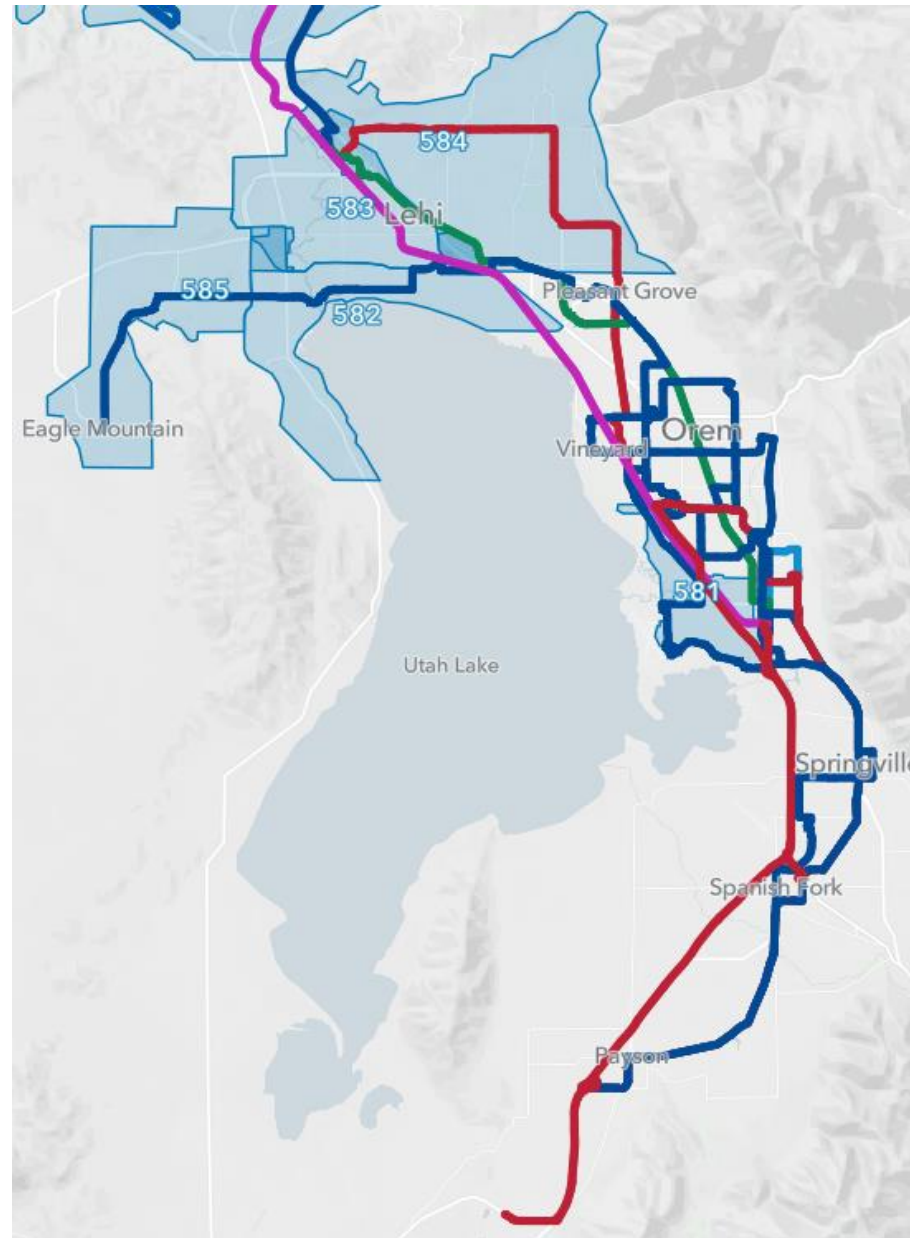 584
583
Lehi
585
582
Pleasant Grove
Eagle Mountain
Orem
Vineyard
581
Utah Lake
Springville
Spanish Fork
Payson